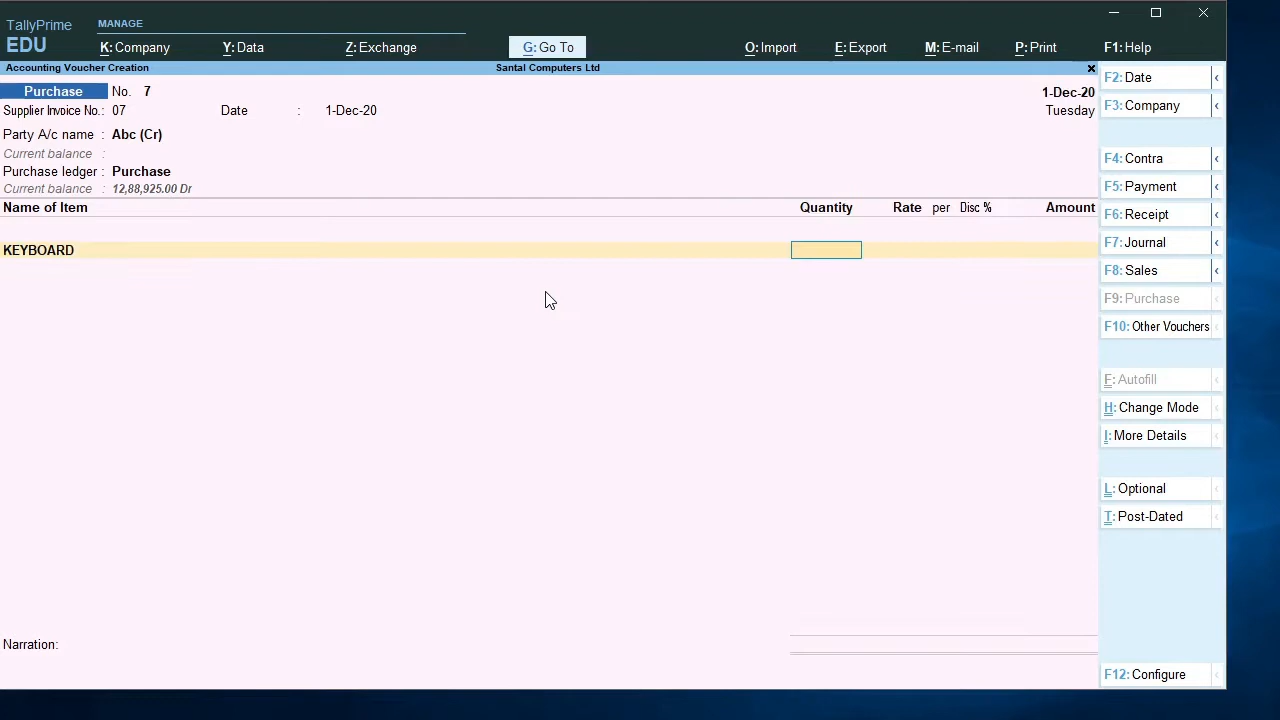 TallyPrime
EDU
MANAGE
K: Company
Y: Data
Z: Exchange
G: Go To
O: Import
E: Export
M: E-mail
P: Print
F1: Help
Accounting Voucher Creation
Santal Computers Ltd
Purchase No. 7
1-Dec-20
Supplier Invoice No.: 07 Date : 1-Dec-20
Tuesday
Party A/c name : Abc (Cr)
Current balance :
Purchase ledger : Purchase
Current balance : 12,88,925.00 Dr
Name of Item Quantity Rate per Disc % Amount
KEYBOARD
Narration:
F2: Date
F3: Company
F4: Contra
F5: Payment
F6: Receipt
F7: Journal
F8: Sales
F9: Purchase
F10: Other Vouchers
F: Autofill
H: Change Mode
I: More Details
L: Optional
T: Post-Dated
F12: Configure